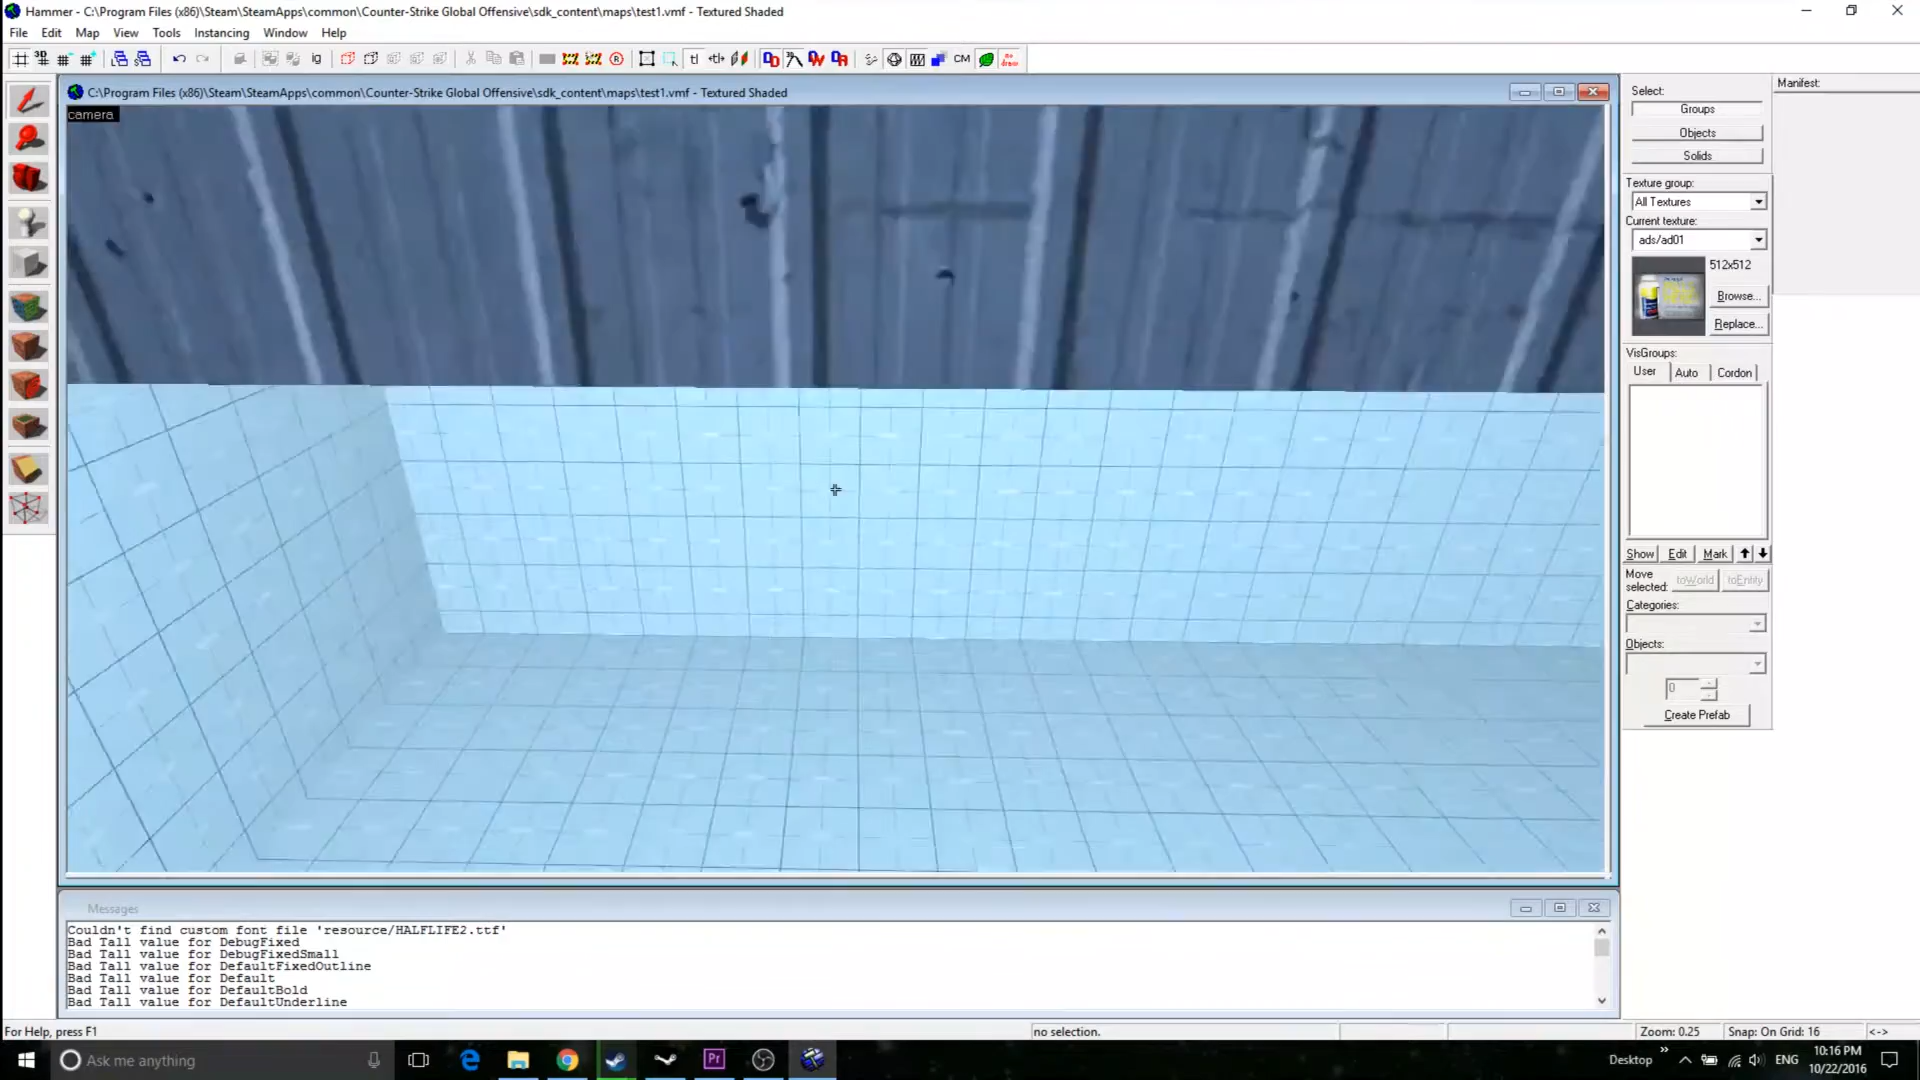 Hammer - C:\Program Files (x86)\Steam\SteamApps\common\Counter-Strike Global Offensive\sdk_content\maps\test1.vmf - Textured Shaded
File Edit Map View Tools Instancing Window Help
3D ig tl CM
C:\Program Files (x86)\Steam\SteamApps\common\Counter-Strike Global Offensive\sdk_content\maps\test1.vmf - Textured Shaded
camera
Select:
Groups
Objects
Solids
Texture group:
All Textures
Current texture:
ads/ad01
512x512
Browse...
Replace...
VisGroups:
User Auto Cordon
Show Edit Mark
Move
selected: toWorld toEntity
Categories:
Objects:
0
Create Prefab
Manifest:
Messages
Couldn't find custom font file 'resource/HALFLIFE2.ttf'
Bad Tall value for DebugFixed
Bad Tall value for DebugFixedSmall
Bad Tall value for DefaultFixedOutline
Bad Tall value for Default
Bad Tall value for DefaultBold
Bad Tall value for DefaultUnderline
For Help, press F1
no selection.
Zoom: 0.25
Snap: On Grid: 16
<->
Ask me anything
Pr
Desktop
ENG
10:16 PM
10/22/2016